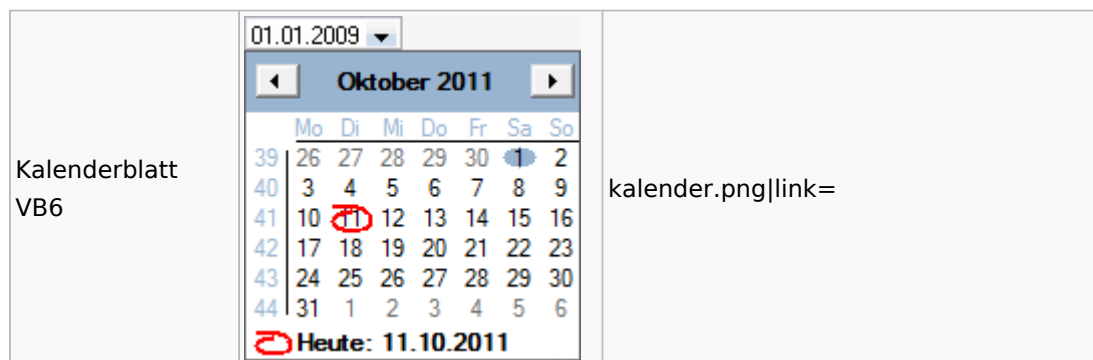 Kalenderblatt
VB6
01.01.2009
Oktober 2011
Mo Di Mi Do Fr Sa So
39 26 27 28 29 30 1 2
40 3 4 5 6 7 8 9
41 10 11 12 13 14 15 16
42 17 18 19 20 21 22 23
43 24 25 26 27 28 29 30
44 31 1 2 3 4 5 6
Heute: 11.10.2011
kalender.png|link=